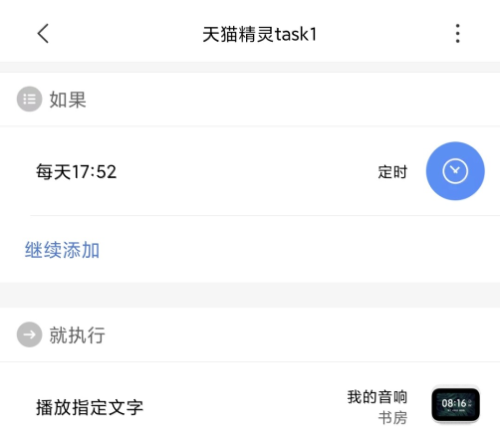 天猫精灵task1
如果
每天17:52
定时
继续添加
就执行
播放指定文字
我的音响
书房
08:16